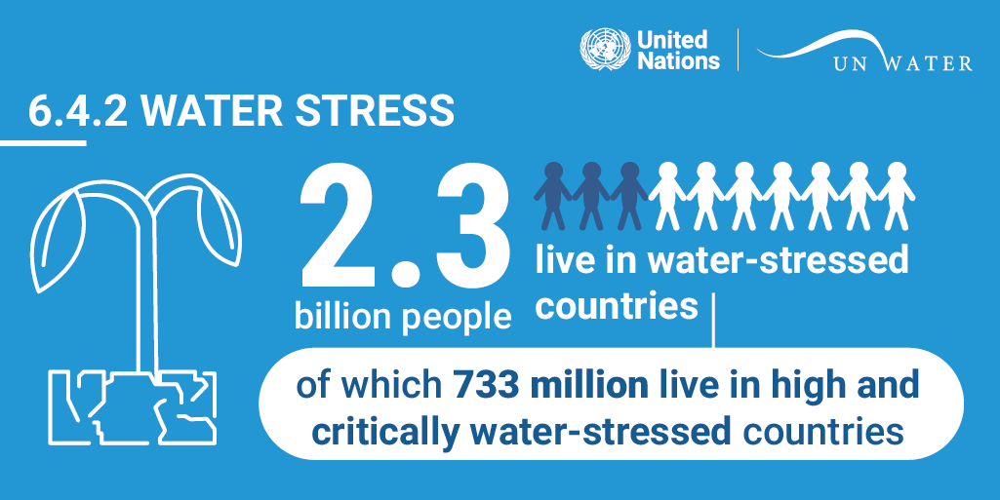 United
Nations
UN WATER
6.4.2 WATER STRESS
2.3
billion people
live in water-stressed
countries
of which 733 million live in high and
critically water-stressed countries